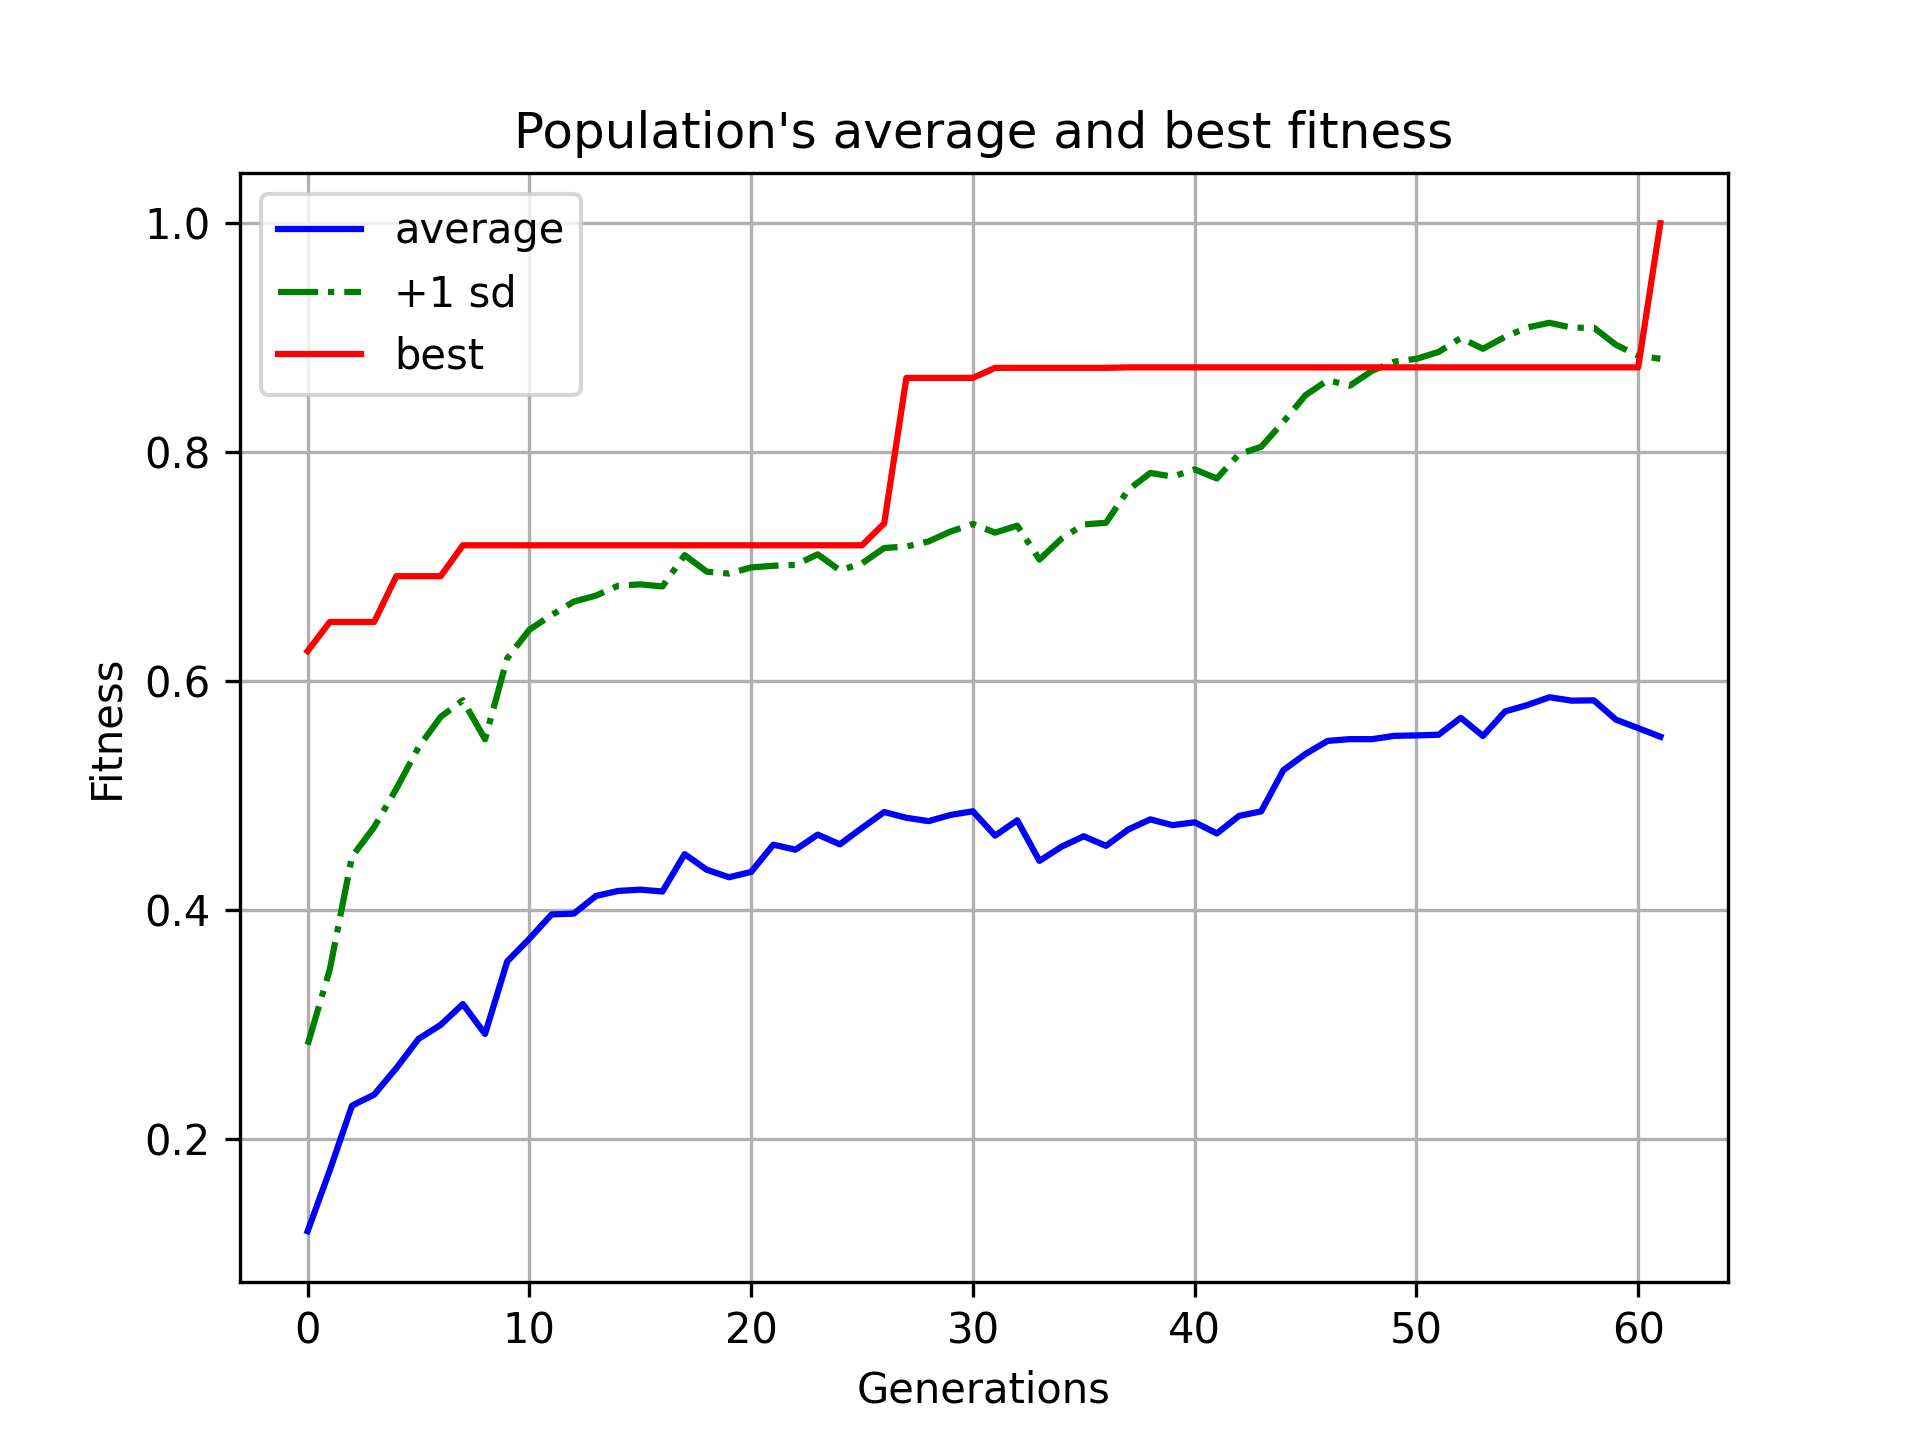 Population's average and best fitness
average
+1 sd
best
Fitness
1.0
0.8
0.6
0.4
0.2
0 10 20 30 40 50 60
Generations